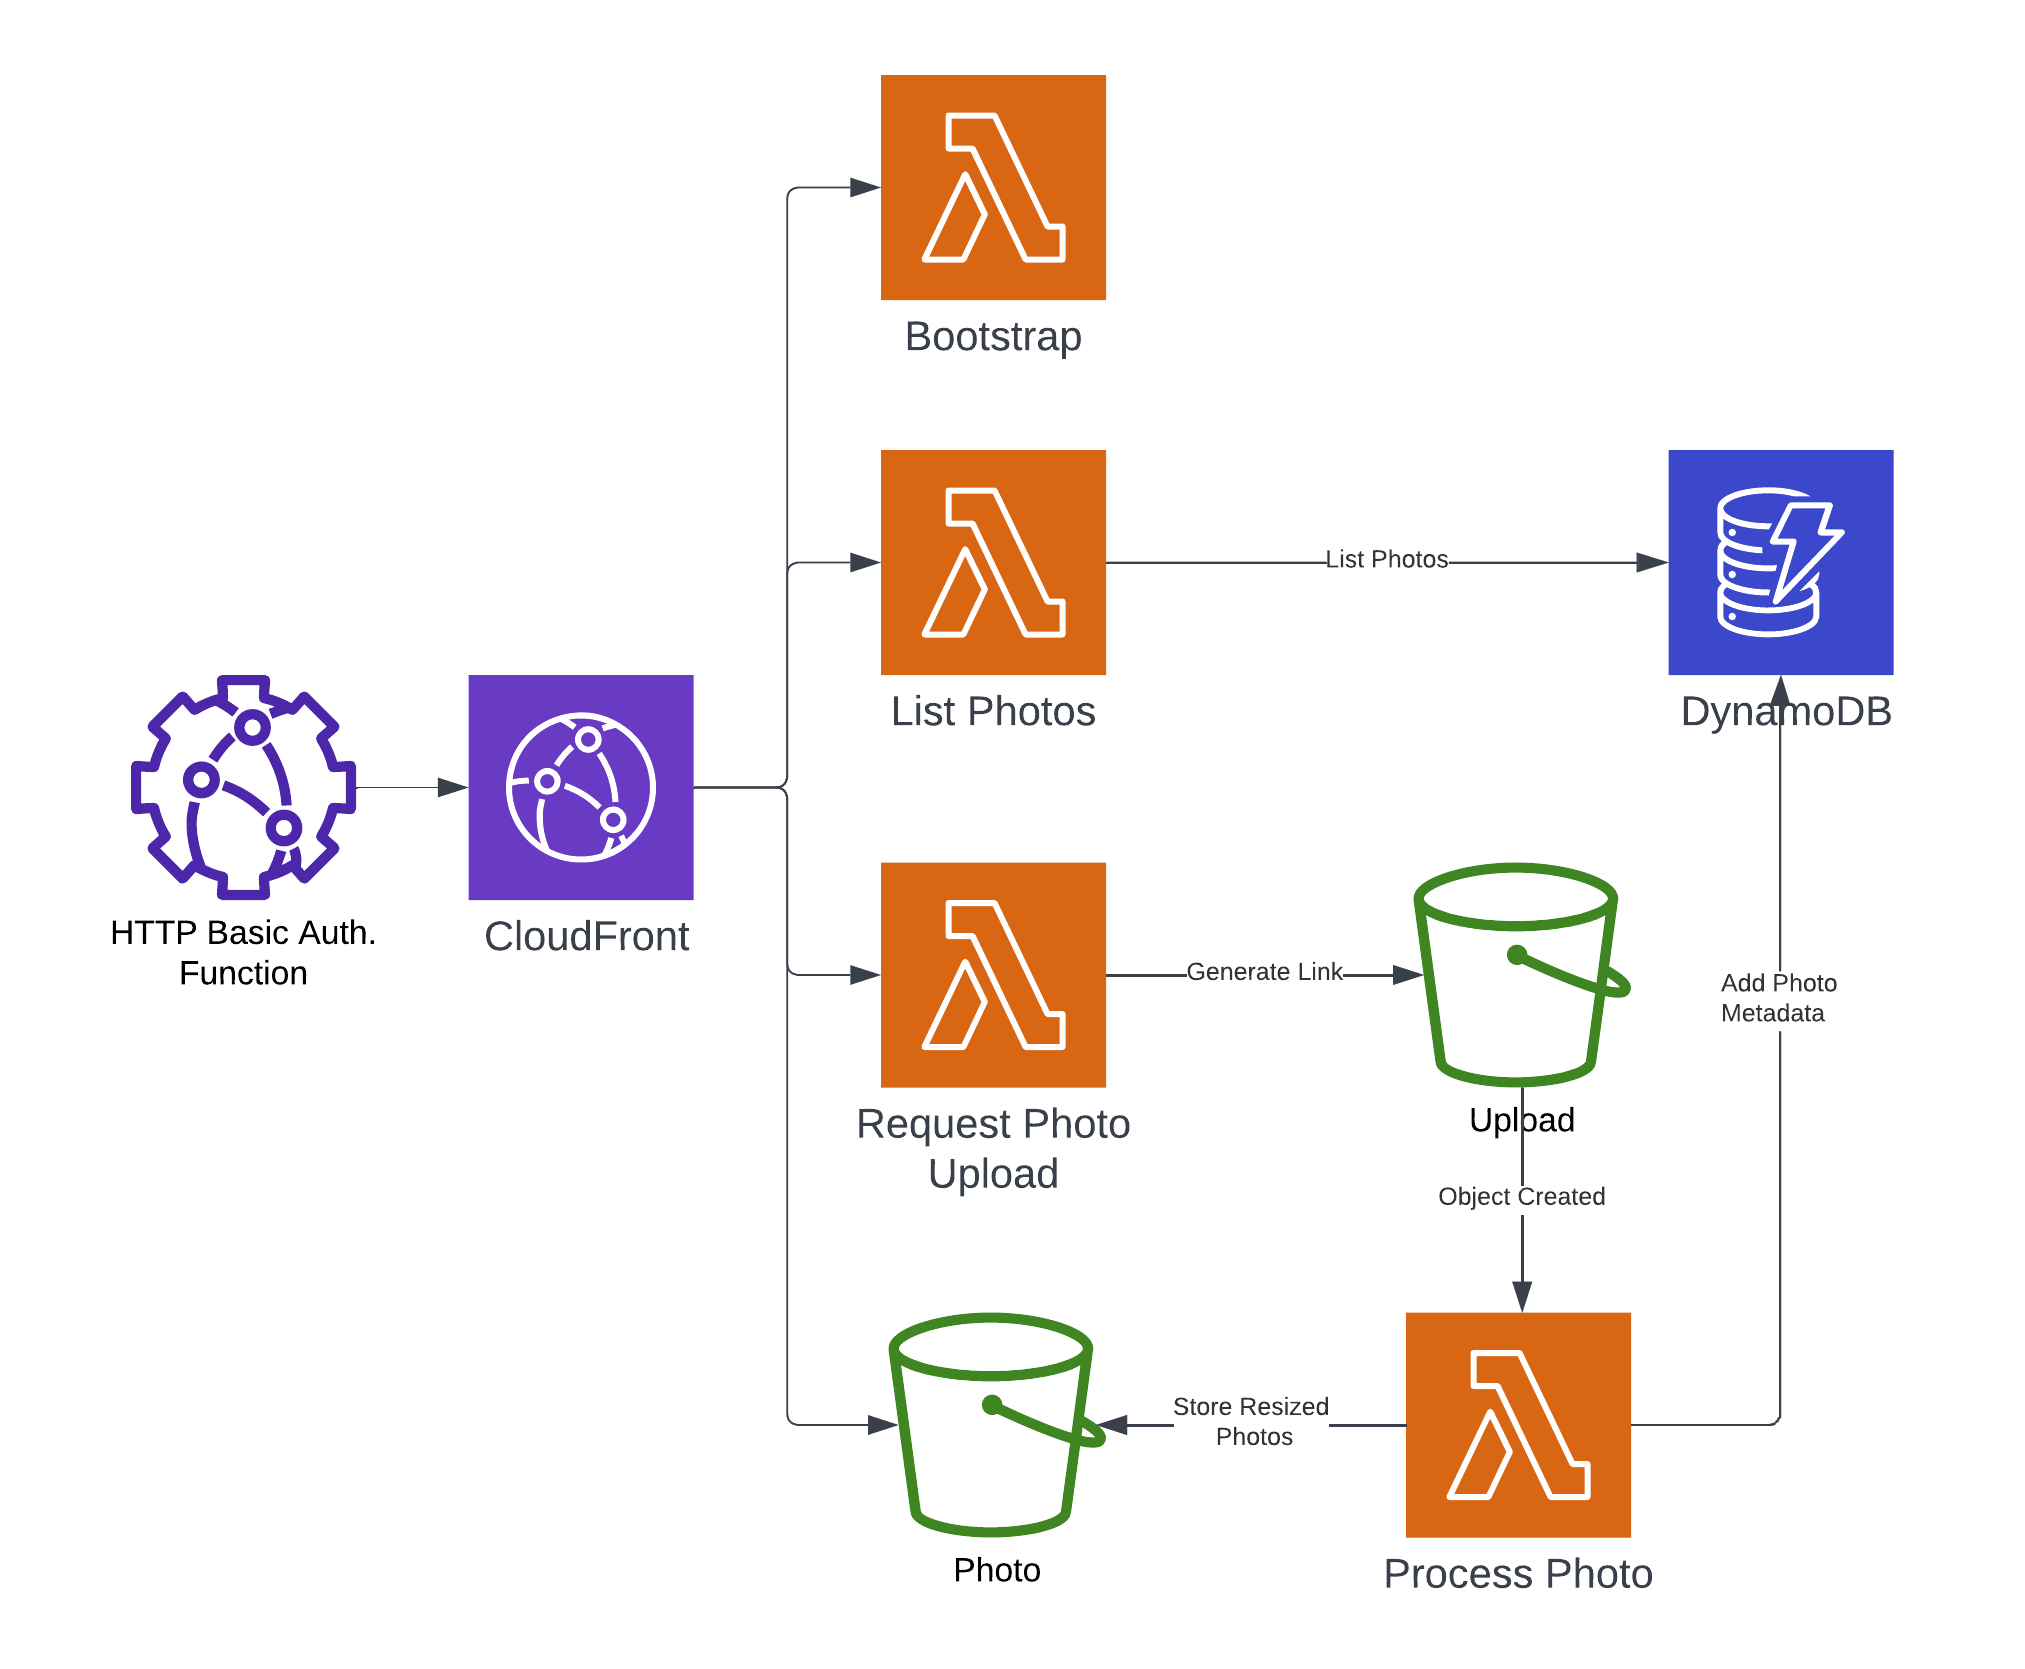 Bootstrap
List Photos
List Photos
DynamoDB
HTTP Basic Auth.
Function
CloudFront
Request Photo
Upload
Generate Link
Upload
Add Photo
Metadata
Object Created
Store Resized
Photos
Photo
Process Photo